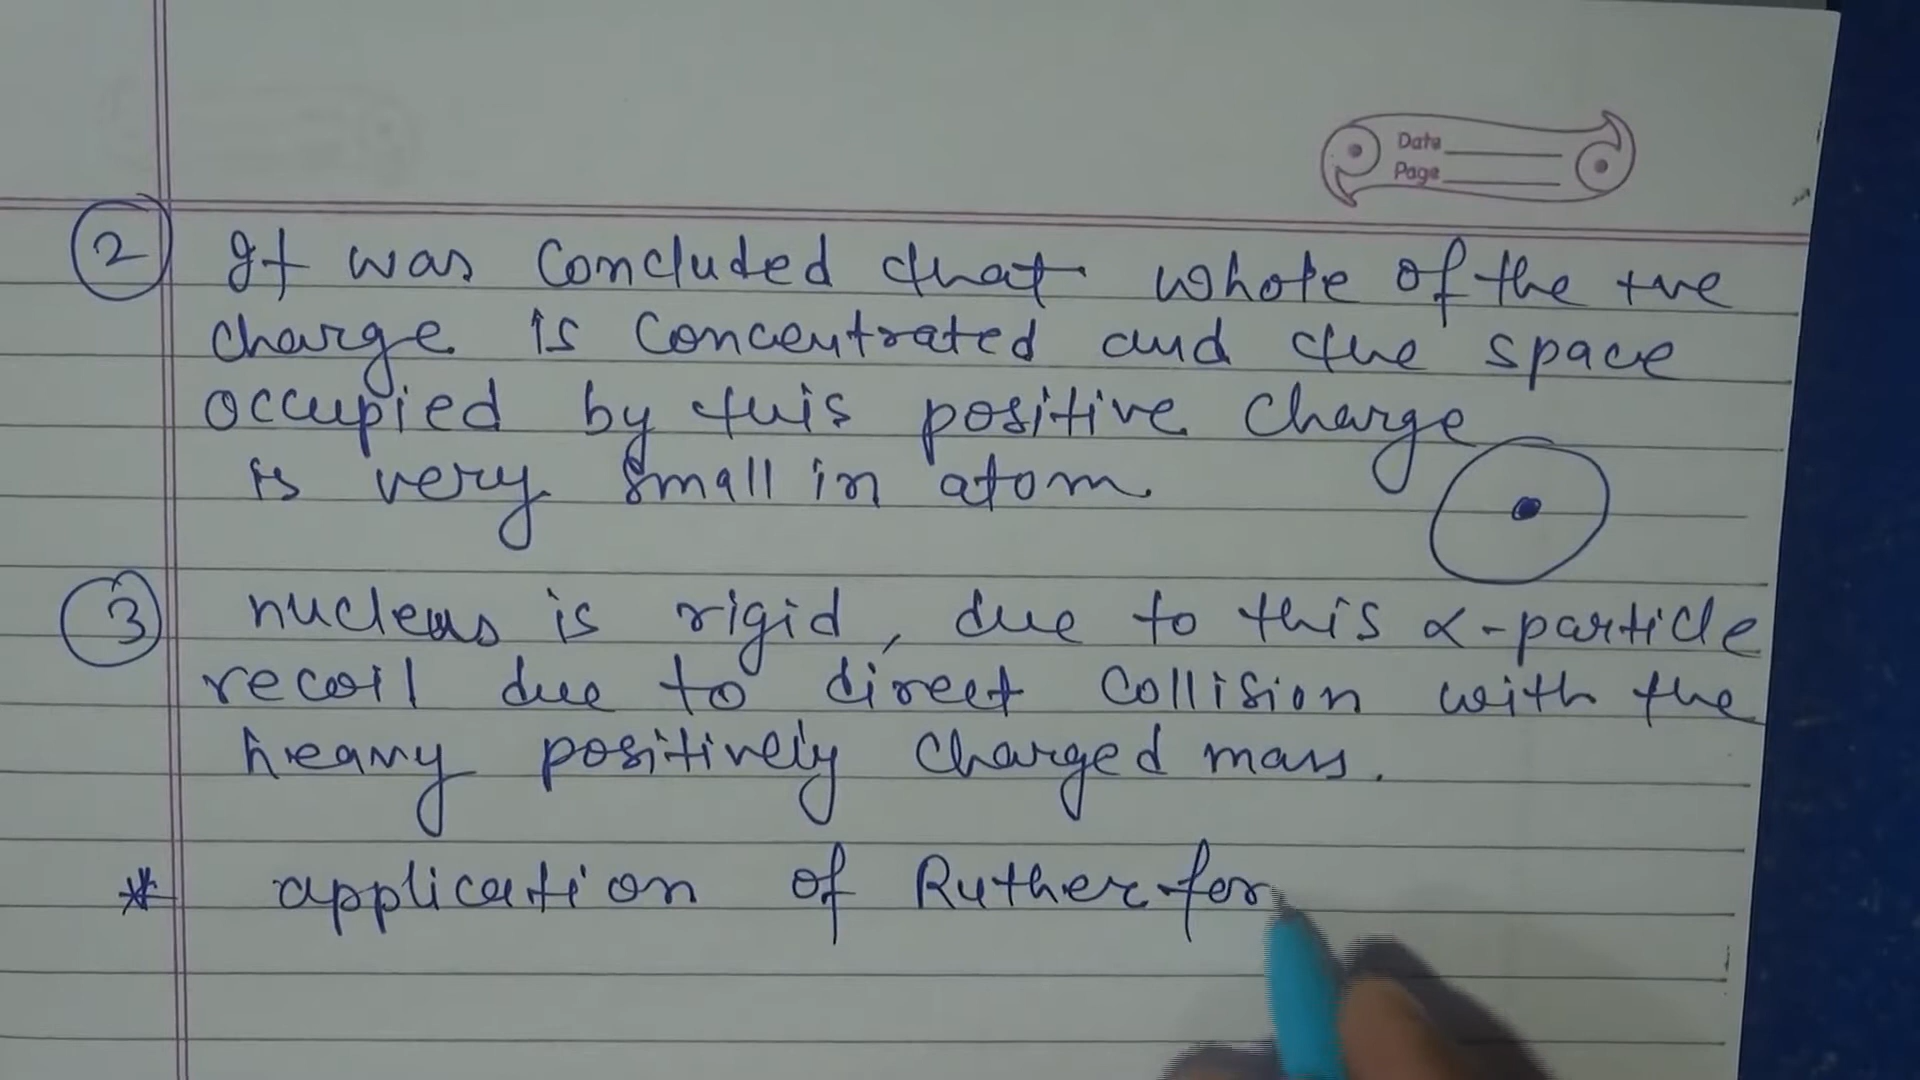 Date
Page
2 It was concluded that whole of the +ve
charge is concentrated and the space
occupied by this positive charge
is very small in atom.
3 nucleus is rigid, due to this α-particle
recoil due to direct collision with the
heavy positively charged mass.
* application of Rutherfor